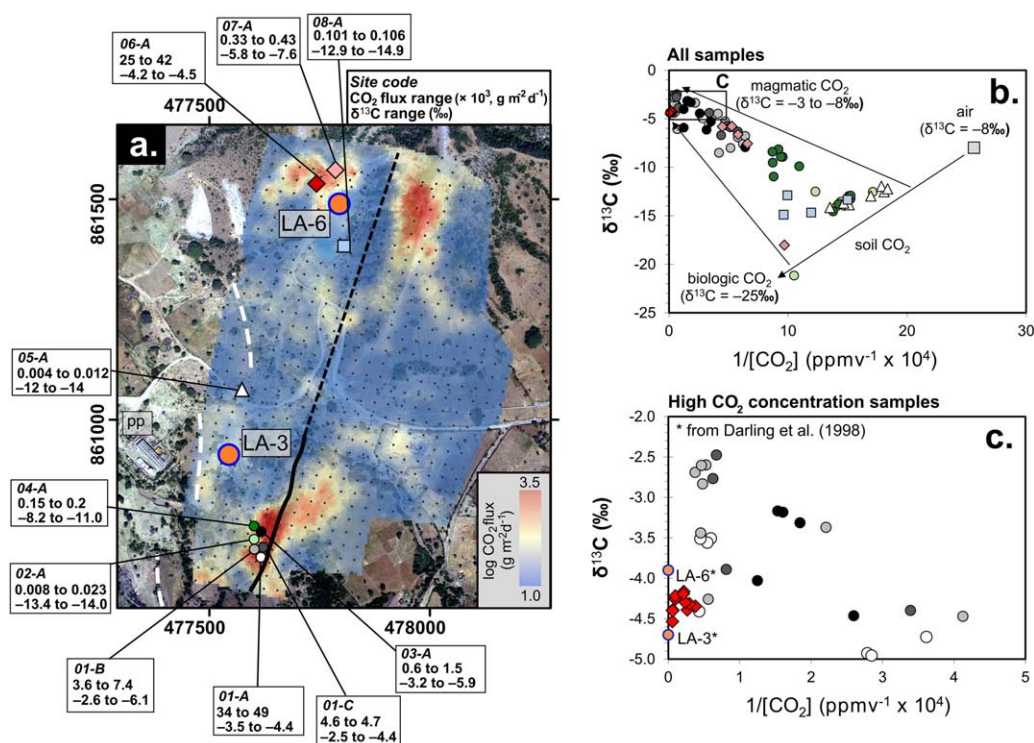 08-A
0.101 to 0.106
−12.9 to −14.9
07-A
0.33 to 0.43
−5.8 to −7.6
06-A
25 to 42
−4.2 to −4.5
Site code
CO2 flux range (× 10³, g m⁻²d⁻¹)
δ¹³C range (‰)
477500
a.
861500
LA-6
05-A
0.004 to 0.012
−12 to −14
861000
pp
LA-3
04-A
0.15 to 0.2
−8.2 to −11.0
3.5
log CO2 flux
(g m⁻²d⁻¹)
1.0
02-A
0.008 to 0.023
−13.4 to −14.0
477500
478000
01-B
3.6 to 7.4
−2.6 to −6.1
01-A
34 to 49
−3.5 to −4.4
01-C
4.6 to 4.7
−2.5 to −4.4
03-A
0.6 to 1.5
−3.2 to −5.9
All samples
b.
0
-5
-10
-15
-20
-25
δ¹³C (‰)
C
magmatic CO2
(δ¹³C = −3 to −8‰)
air
(δ¹³C = −8‰)
soil CO2
biologic CO2
(δ¹³C = −25‰)
0
10
20
30
1/[CO2] (ppmv⁻¹ x 10⁴)
High CO2 concentration samples
* from Darling et al. (1998)
c.
-2.0
-2.5
-3.0
-3.5
-4.0
-4.5
-5.0
δ¹³C (‰)
LA-6*
LA-3*
0
1
2
3
4
5
1/[CO2] (ppmv⁻¹ x 10⁴)